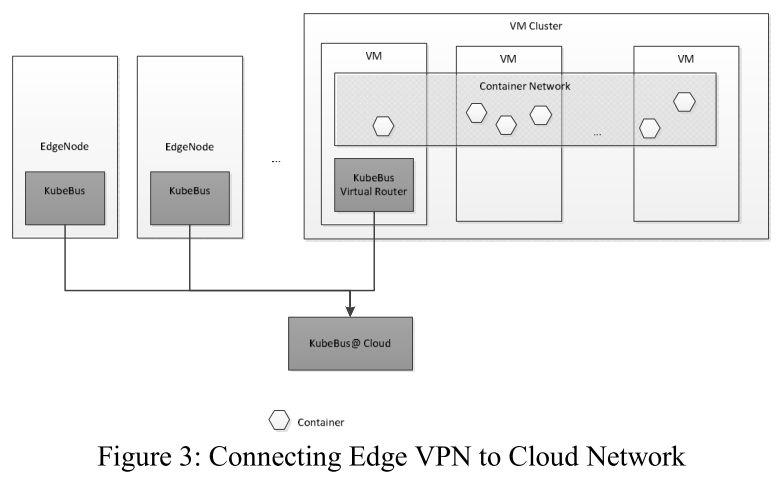 VM Cluster
VM
VM
VM
Container Network
EdgeNode
EdgeNode
...
...
KubeBus
KubeBus
KubeBus
Virtual Router
KubeBus@ Cloud
Container
Figure 3: Connecting Edge VPN to Cloud Network